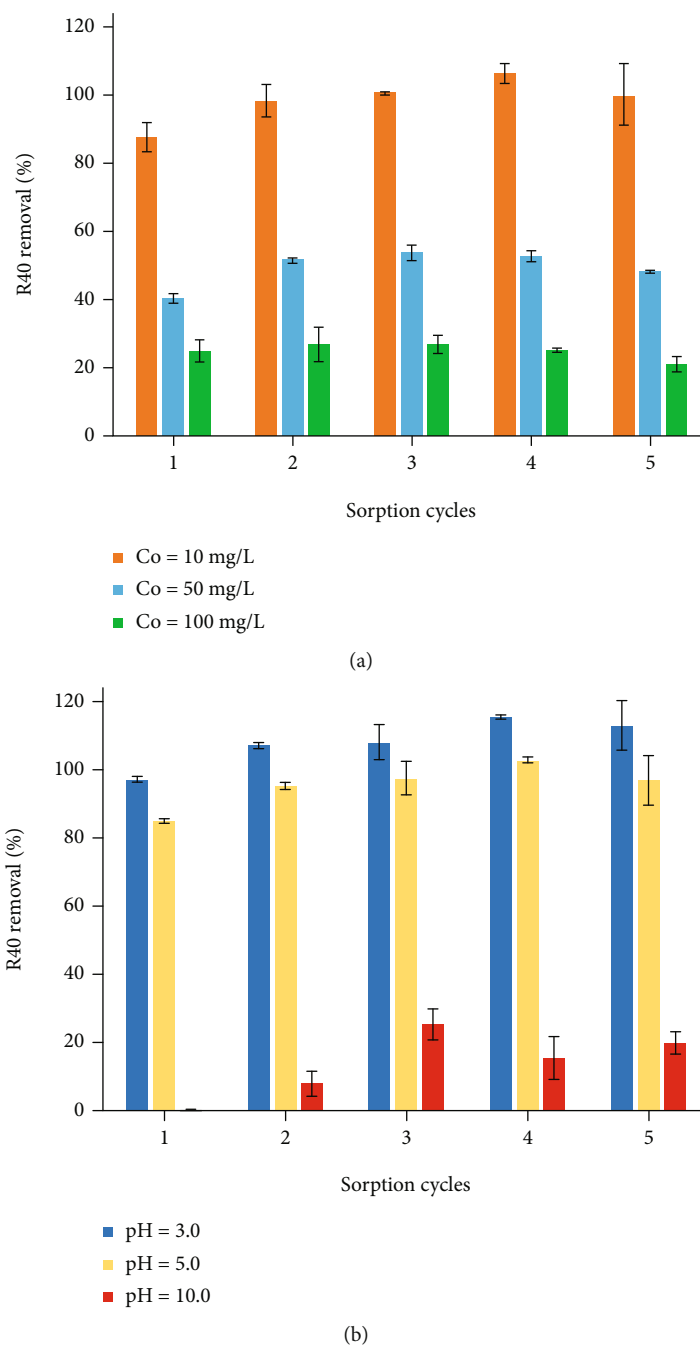 120
100
80
60
40
20
0
R40 removal (%)
1 2 3 4 5
Sorption cycles
Co = 10 mg/L
Co = 50 mg/L
Co = 100 mg/L
(a)
120
100
80
60
40
20
0
R40 removal (%)
1 2 3 4 5
Sorption cycles
pH = 3.0
pH = 5.0
pH = 10.0
(b)